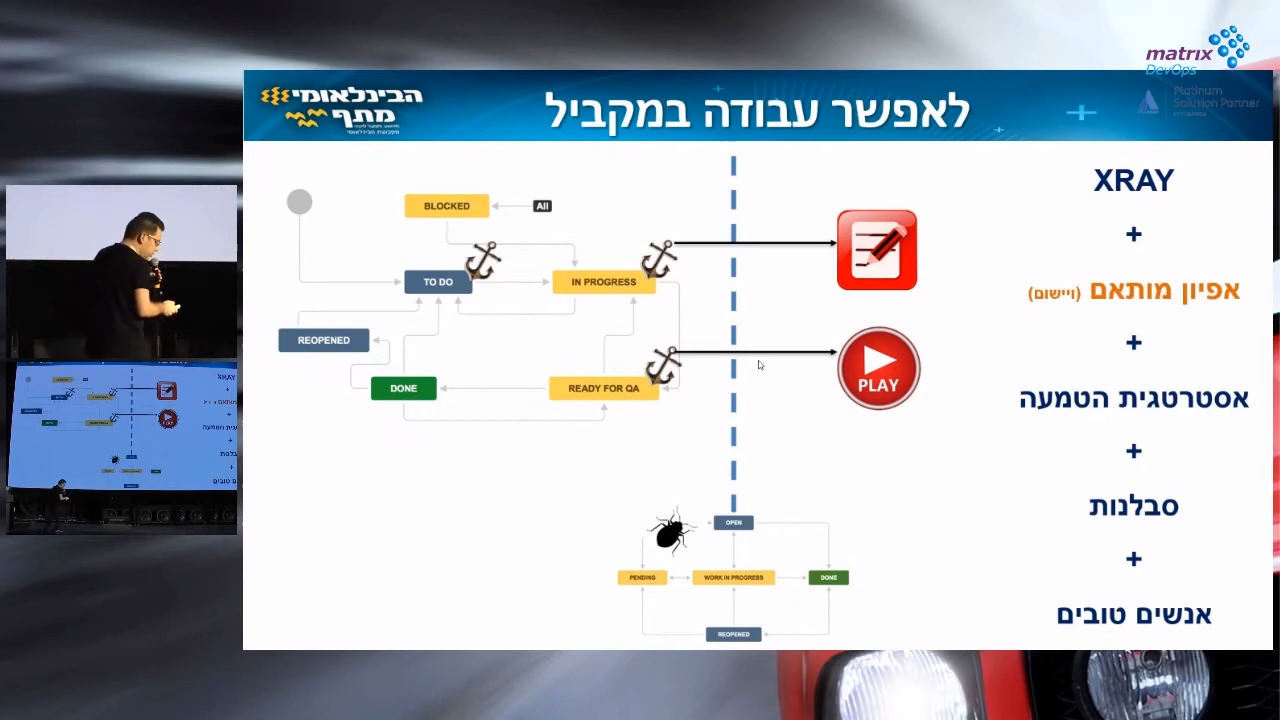 matrix
DevOps
Platinum
Solution Partner
הבינלאומי
מתף
לאפשר עבודה במקביל
BLOCKED
All
TO DO
IN PROGRESS
REOPENED
DONE
READY FOR QA
PLAY
OPEN
PENDING
WORK IN PROGRESS
DONE
REOPENED
XRAY
+
אפיון מותאם (ויישום)
+
אסטרטגית הטמעה
+
סבלנות
+
אנשים טובים